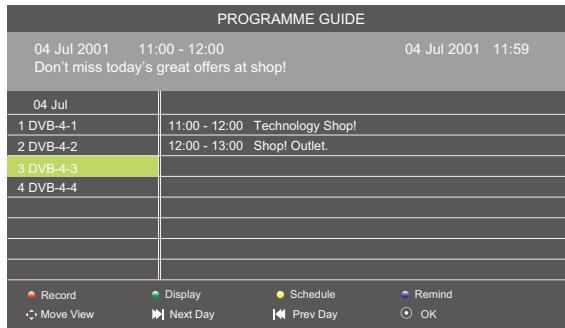 PROGRAMME GUIDE
04 Jul 2001 11:00 - 12:00 04 Jul 2001 11:59
Don't miss today's great offers at shop!
04 Jul
1 DVB-4-1 11:00 - 12:00 Technology Shop!
2 DVB-4-2 12:00 - 13:00 Shop! Outlet.
3 DVB-4-3
4 DVB-4-4
Record Display Schedule Remind
Move View Next Day Prev Day OK